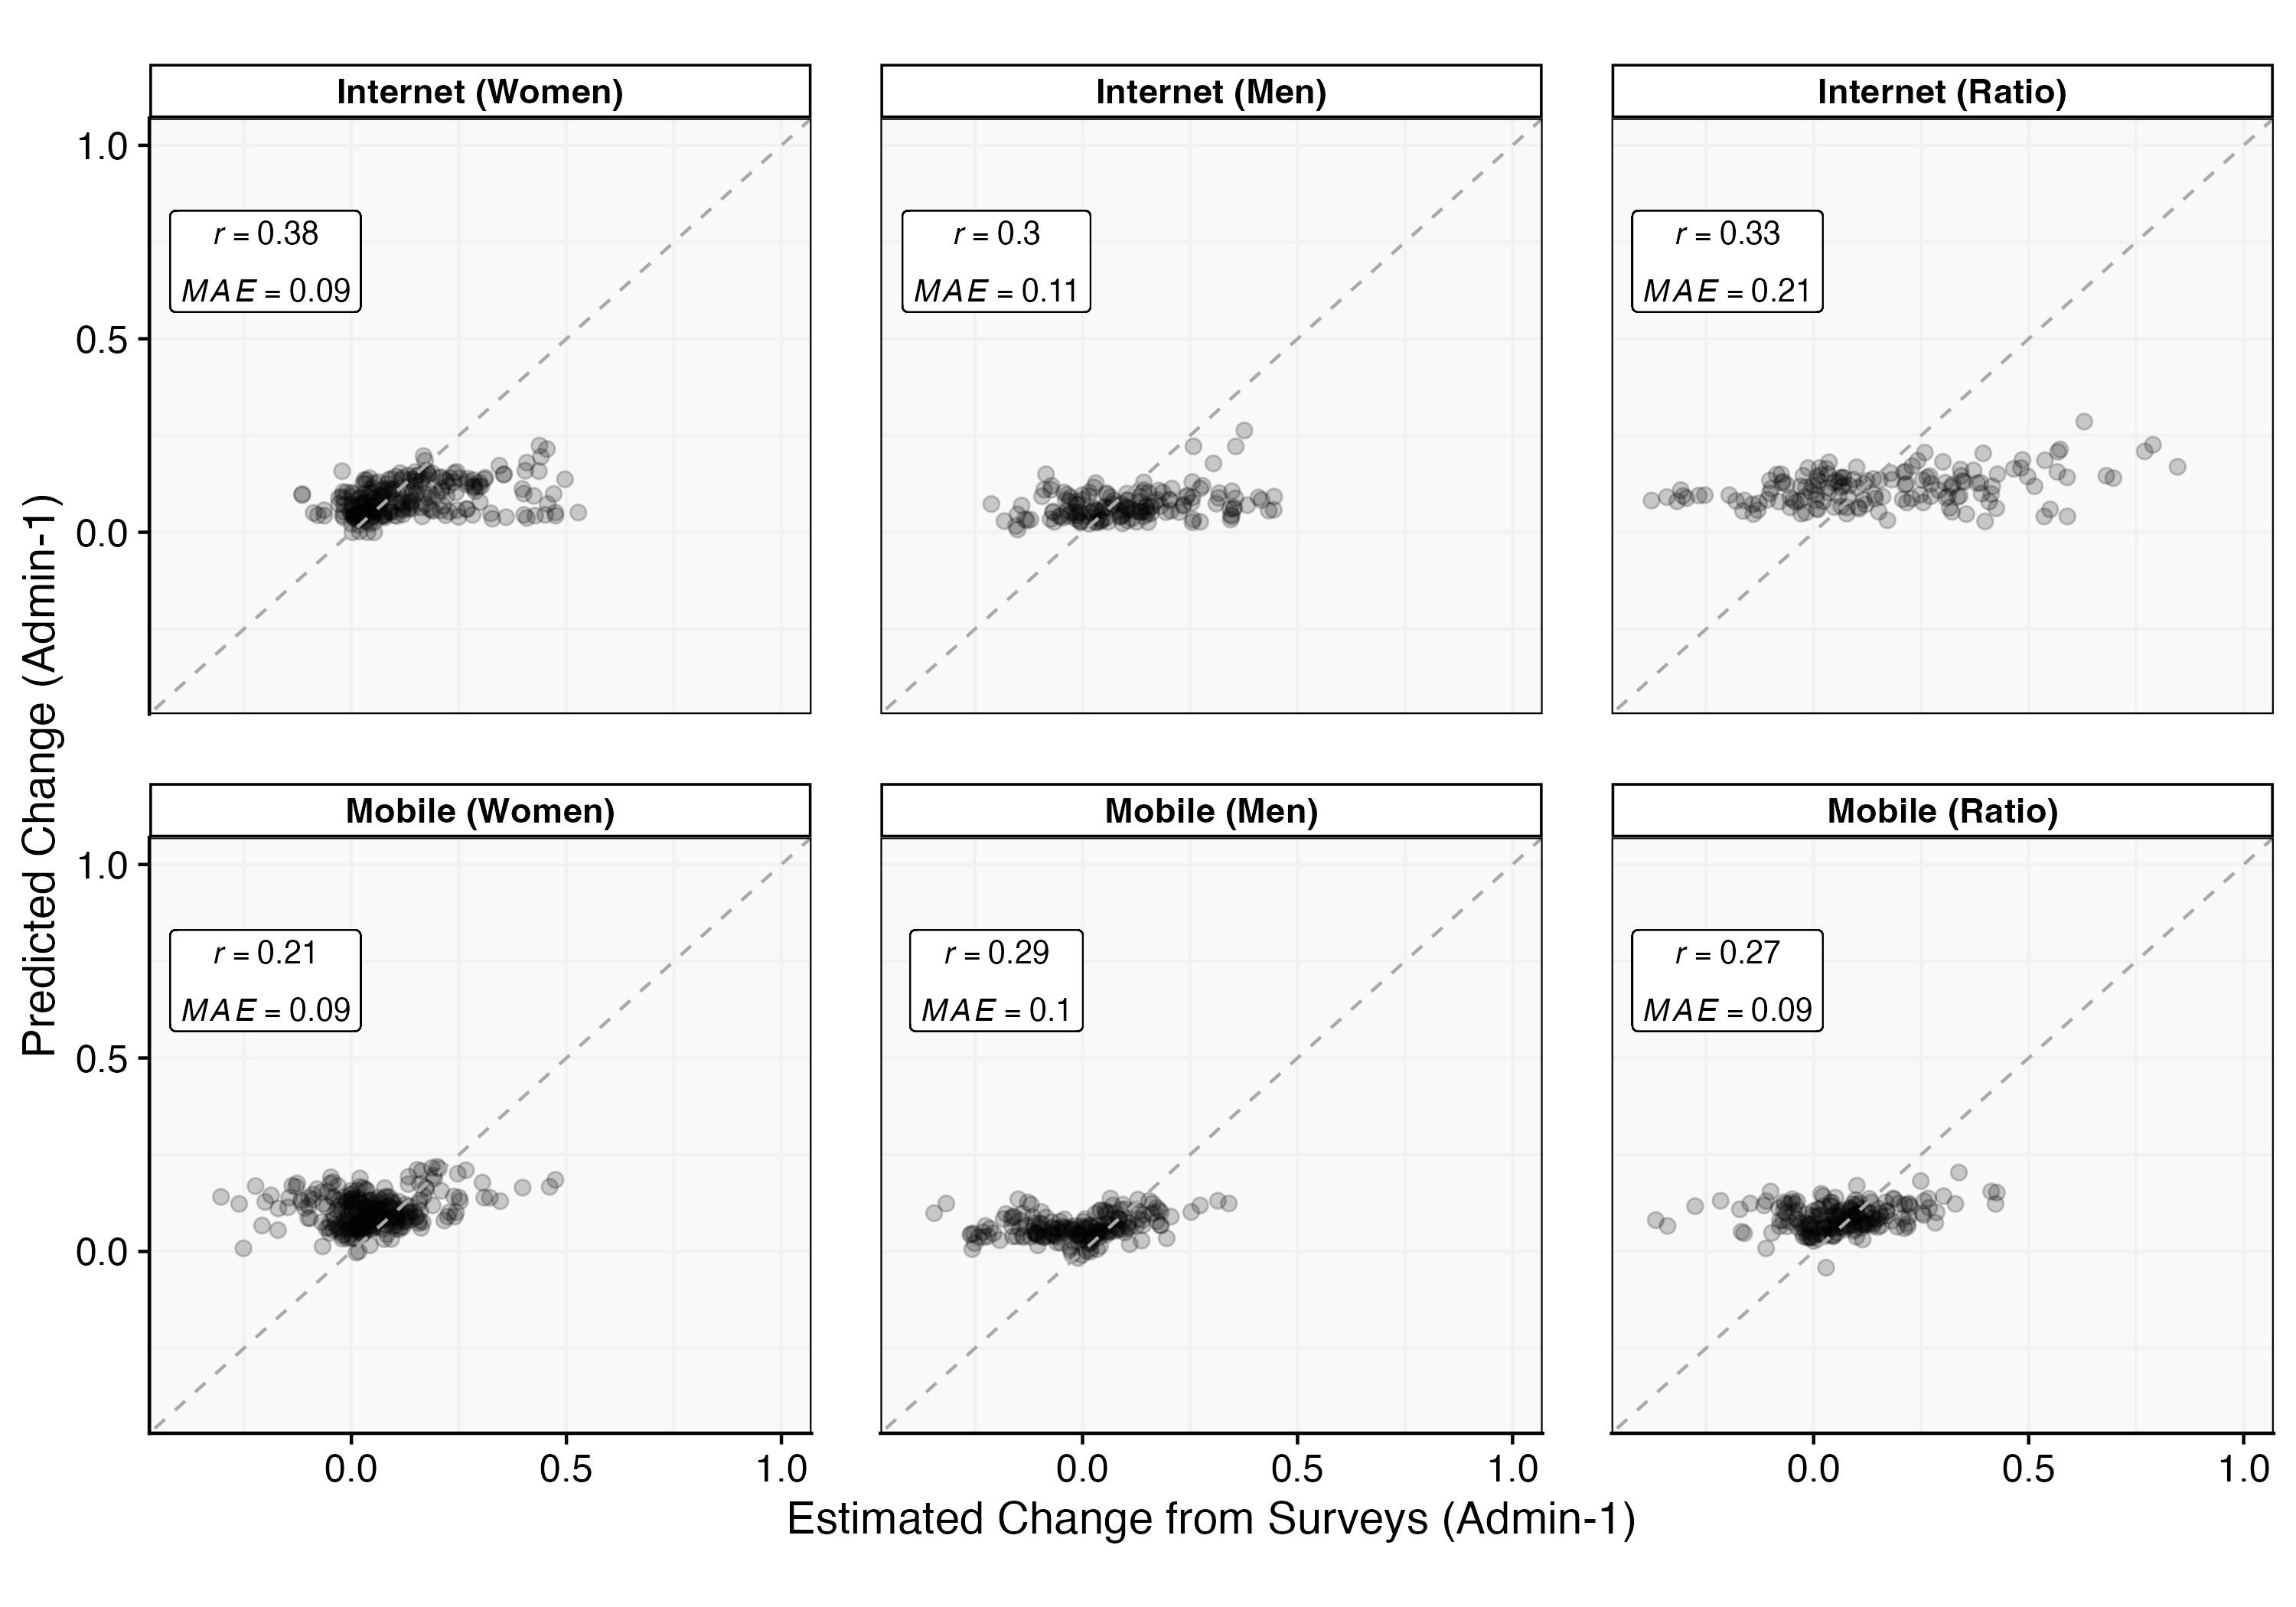 Internet (Women)
Internet (Men)
Internet (Ratio)
1.0
0.5
0.0
r = 0.38
MAE = 0.09
r = 0.3
MAE = 0.11
r = 0.33
MAE = 0.21
Predicted Change (Admin-1)
Mobile (Women)
Mobile (Men)
Mobile (Ratio)
1.0
0.5
0.0
r = 0.21
MAE = 0.09
r = 0.29
MAE = 0.1
r = 0.27
MAE = 0.09
0.0 0.5 1.0
0.0 0.5 1.0
0.0 0.5 1.0
Estimated Change from Surveys (Admin-1)